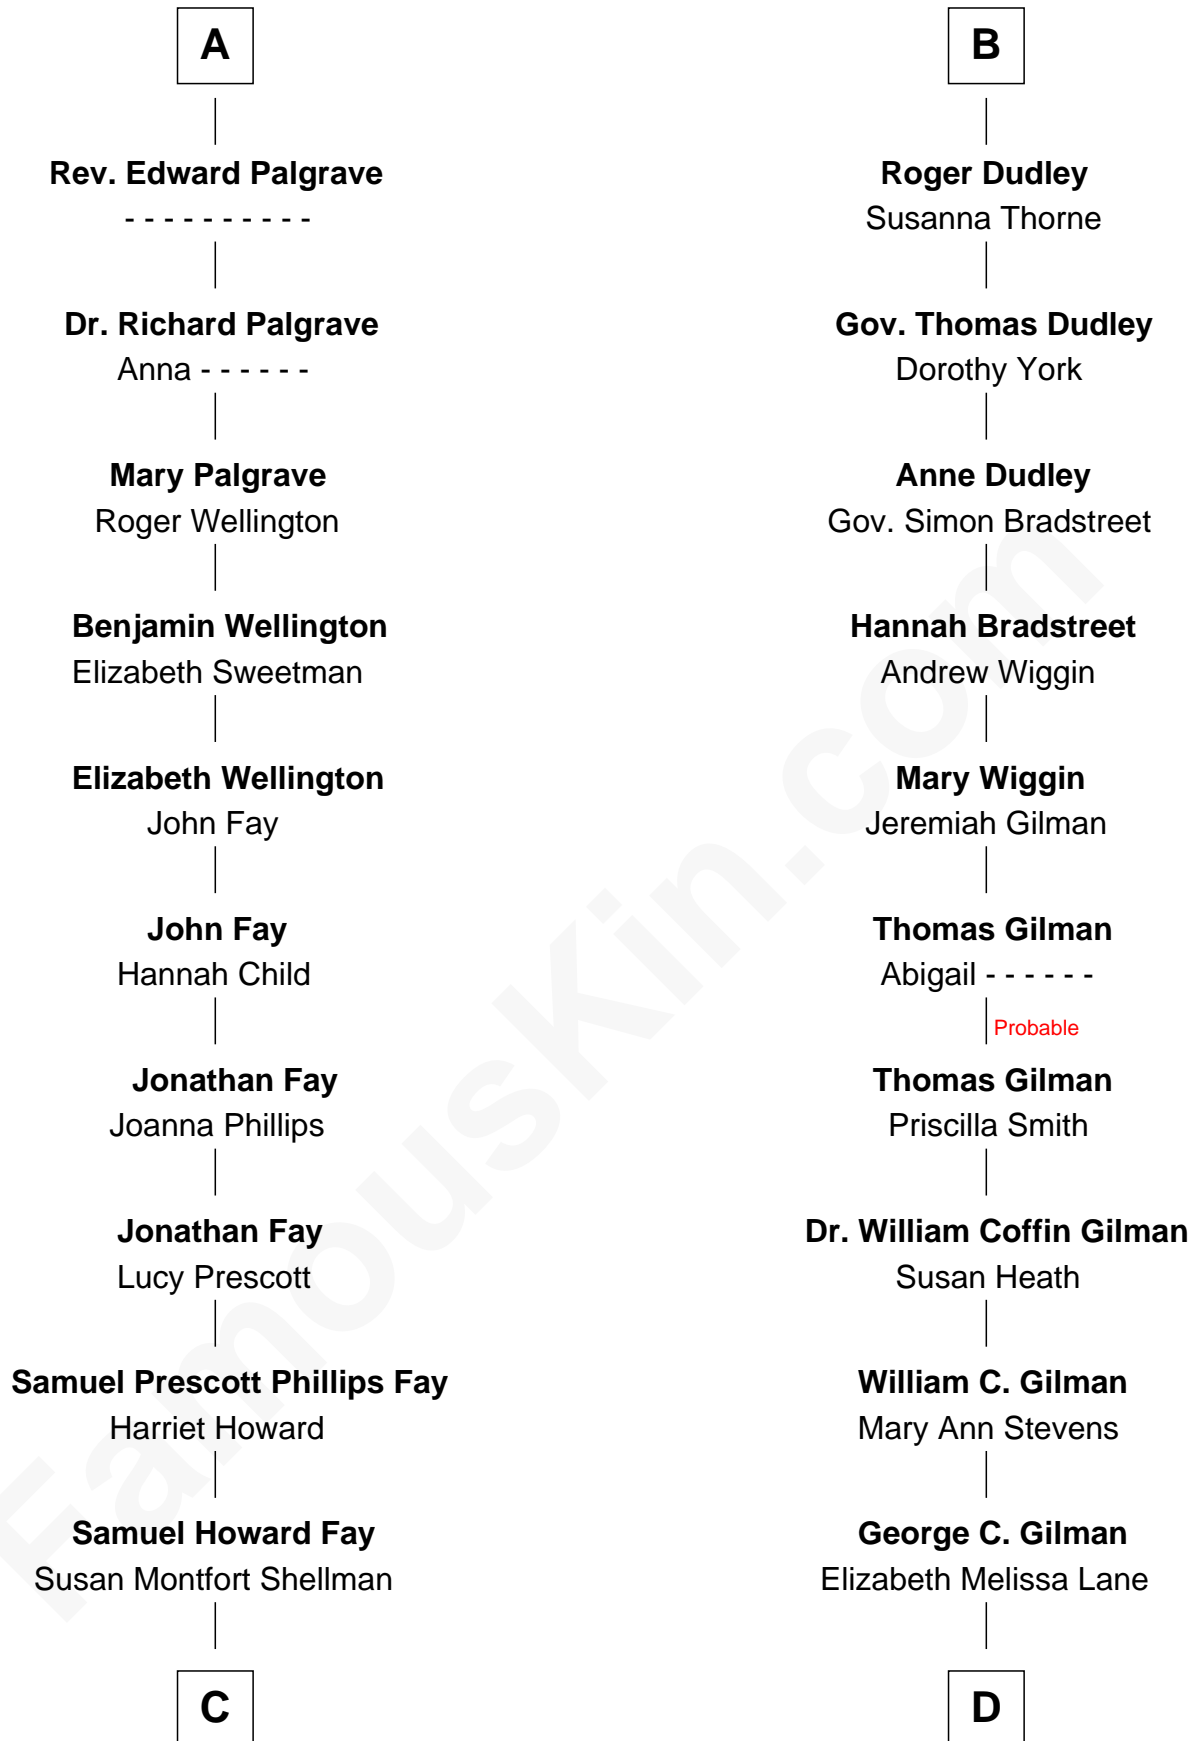 A
Rev. Edward Palgrave
- - - - - - - - - -
Dr. Richard Palgrave
Anna - - - - - -
Mary Palgrave
Roger Wellington
Benjamin Wellington
Elizabeth Sweetman
Elizabeth Wellington
John Fay
John Fay
Hannah Child
Jonathan Fay
Joanna Phillips
Jonathan Fay
Lucy Prescott
Samuel Prescott Phillips Fay
Harriet Howard
Samuel Howard Fay
Susan Montfort Shellman
C
B
Roger Dudley
Susanna Thorne
Gov. Thomas Dudley
Dorothy York
Anne Dudley
Gov. Simon Bradstreet
Hannah Bradstreet
Andrew Wiggin
Mary Wiggin
Jeremiah Gilman
Thomas Gilman
Abigail - - - - - -
Probable
Thomas Gilman
Priscilla Smith
Dr. William Coffin Gilman
Susan Heath
William C. Gilman
Mary Ann Stevens
George C. Gilman
Elizabeth Melissa Lane
D
FamousKin.com